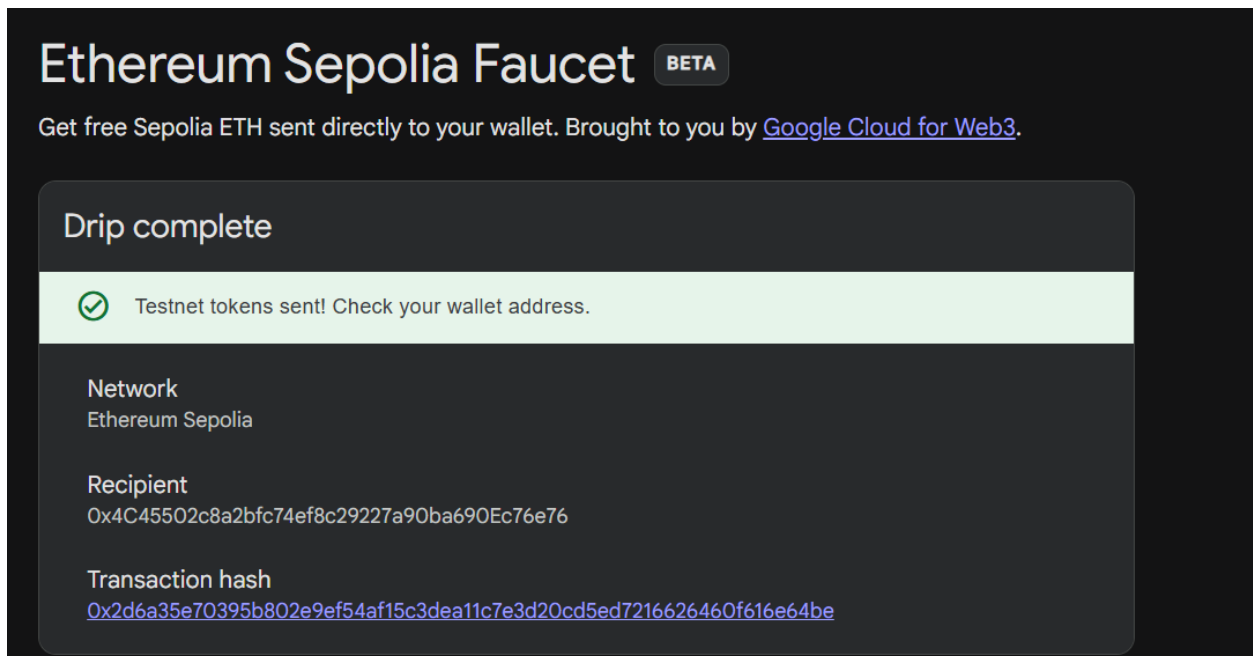 Ethereum Sepolia Faucet BETA
Get free Sepolia ETH sent directly to your wallet. Brought to you by Google Cloud for Web3.
Drip complete
Testnet tokens sent! Check your wallet address.
Network
Ethereum Sepolia
Recipient
0x4C45502c8a2bfc74ef8c29227a90ba690Ec76e76
Transaction hash
0x2d6a35e70395b802e9ef54af15c3dea11c7e3d20cd5ed7216626460f616e64be